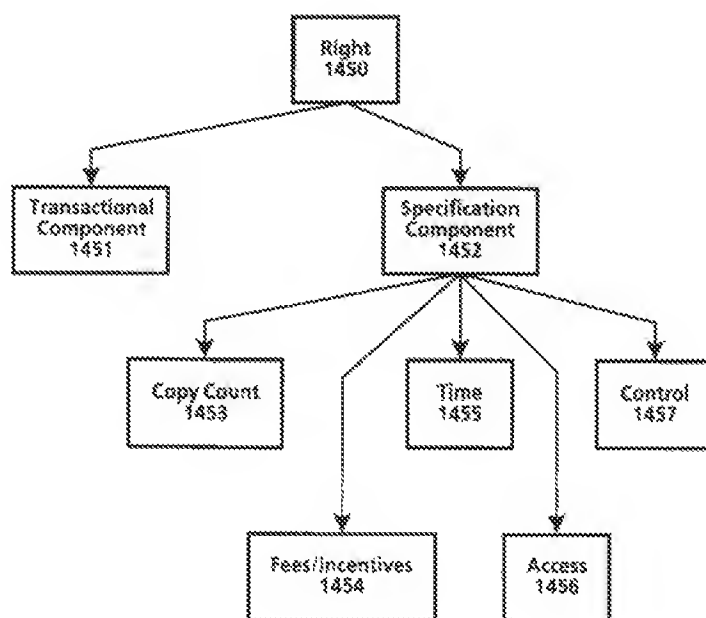 Right
1450
Transactional
Component
1451
Specification
Component
1452
Copy Count
1453
Time
1455
Control
1457
Fees/Incentives
1454
Access
1456